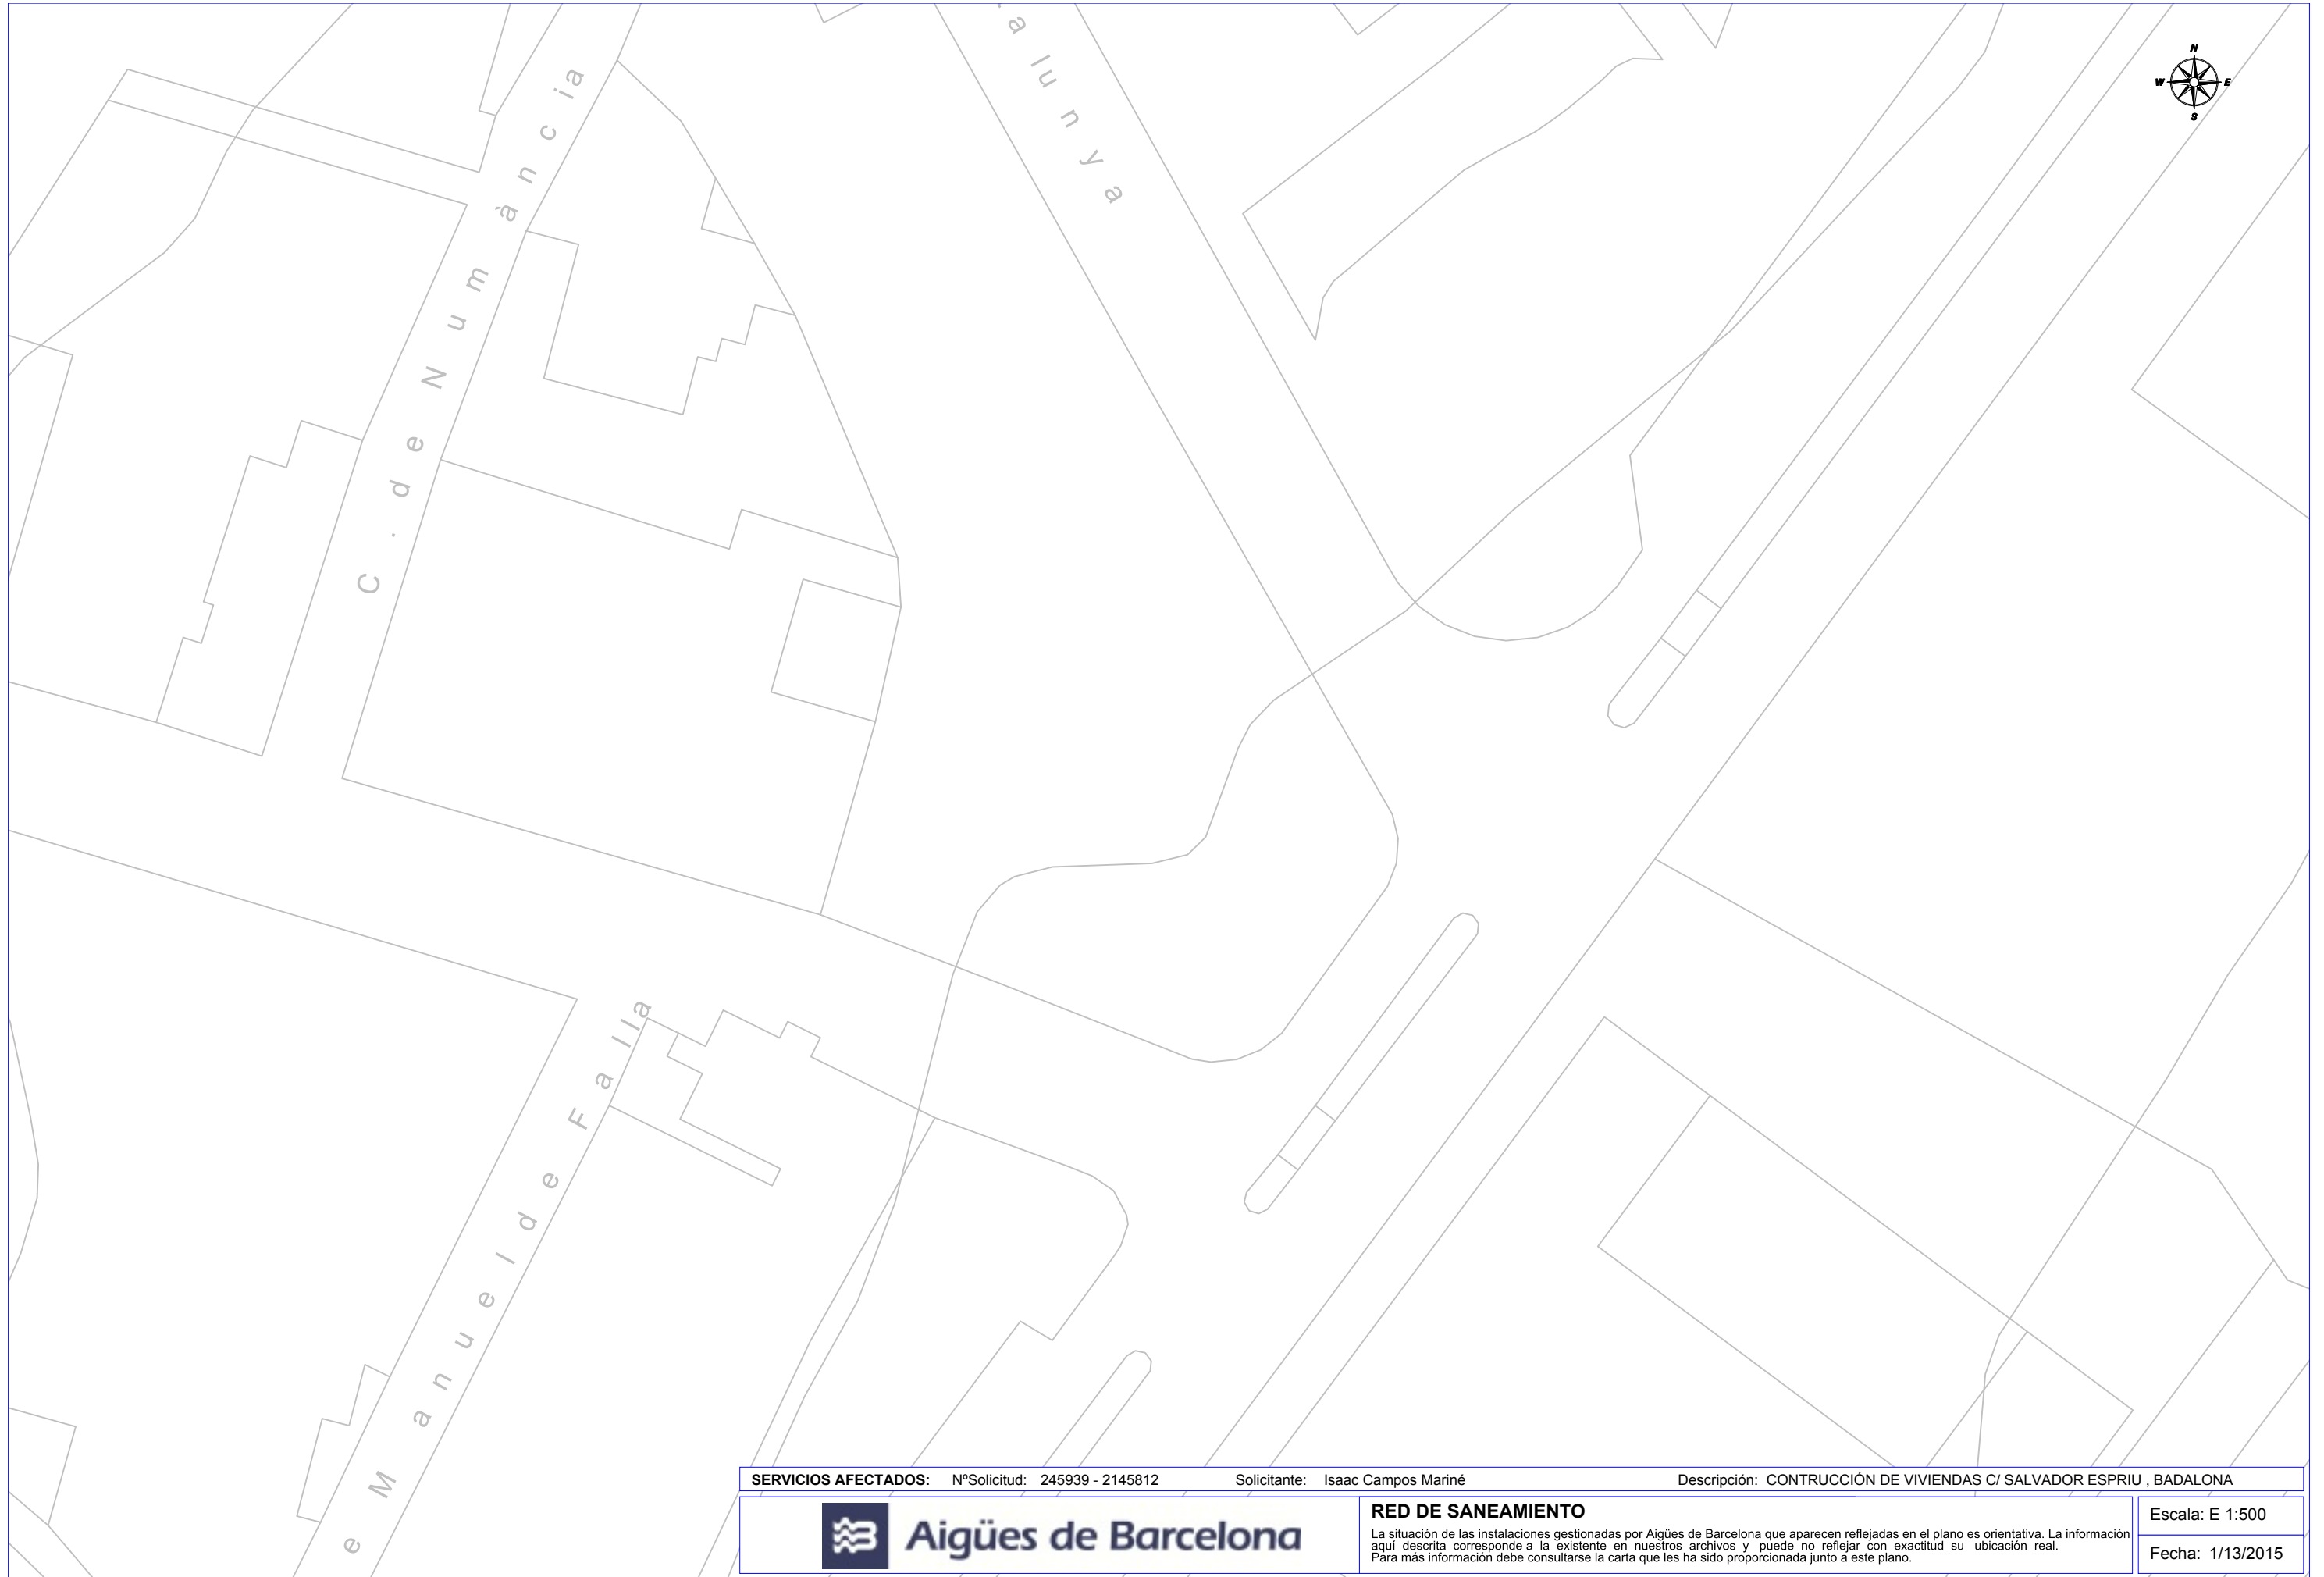 alunya
C. de Numància
e Manuel de Falla
N
W E
S
SERVICIOS AFECTADOS: NºSolicitud: 245939 - 2145812 Solicitante: Isaac Campos Mariné Descripción: CONTRUCCIÓN DE VIVIENDAS C/ SALVADOR ESPRIU , BADALONA
Aigües de Barcelona
RED DE SANEAMIENTO
La situación de las instalaciones gestionadas por Aigües de Barcelona que aparecen reflejadas en el plano es orientativa. La información
aquí descrita corresponde a la existente en nuestros archivos y puede no reflejar con exactitud su ubicación real.
Para más información debe consultarse la carta que les ha sido proporcionada junto a este plano.
Escala: E 1:500
Fecha: 1/13/2015